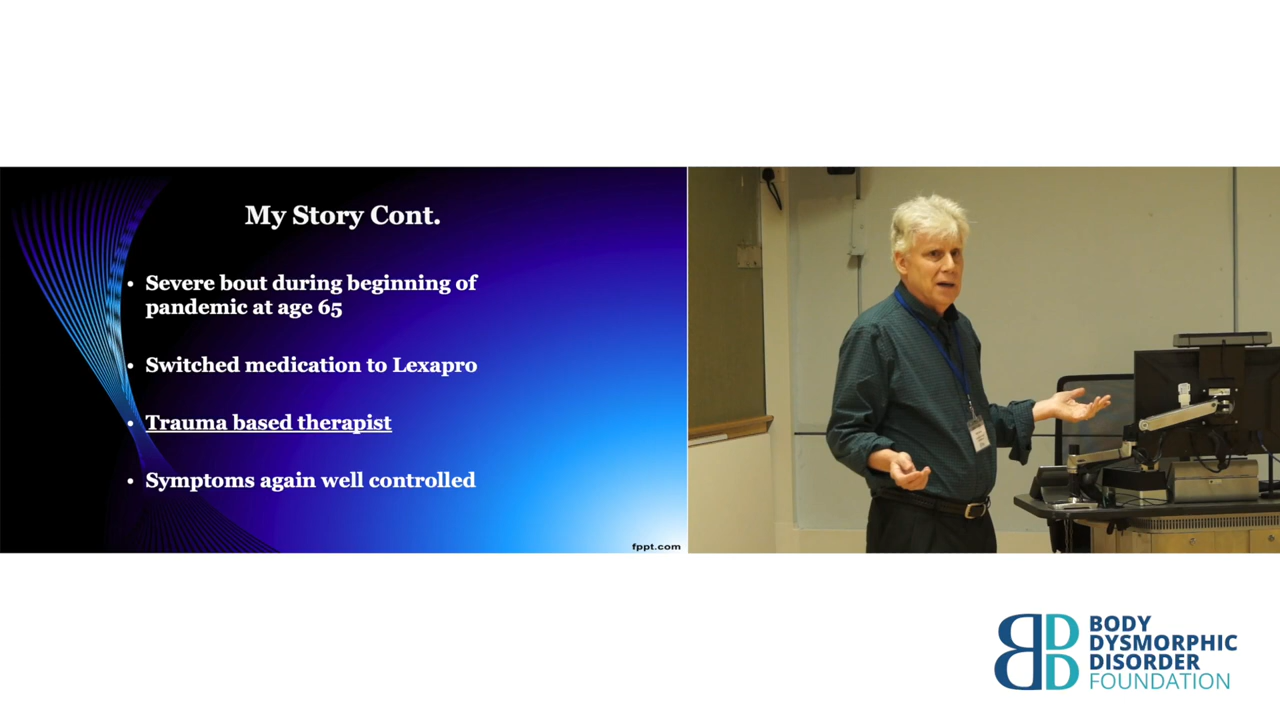 My Story Cont.
• Severe bout during beginning of
pandemic at age 65
• Switched medication to Lexapro
• Trauma based therapist
• Symptoms again well controlled
fppt.com
BODY
DYSMORPHIC
DISORDER
FOUNDATION